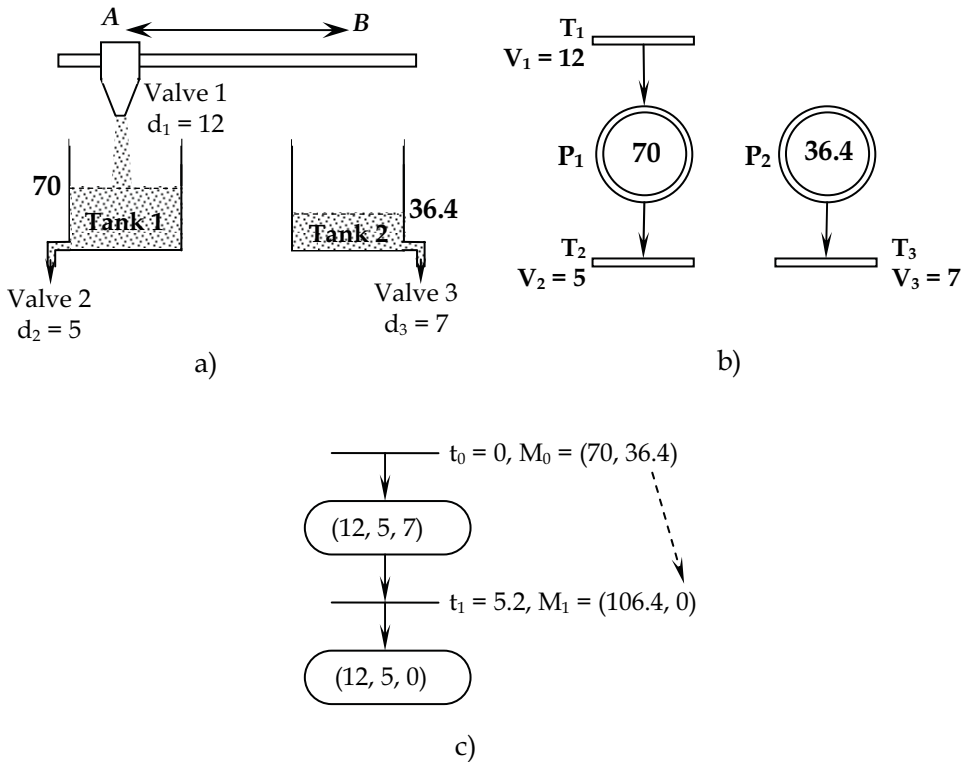 A B
Valve 1
d₁ = 12
70
Tank 1
36.4
Tank 2
Valve 2
d₂ = 5
Valve 3
d₃ = 7
a)
T₁
V₁ = 12
P₁ 70
P₂ 36.4
T₂
V₂ = 5
T₃
V₃ = 7
b)
t₀ = 0, M₀ = (70, 36.4)
(12, 5, 7)
t₁ = 5.2, M₁ = (106.4, 0)
(12, 5, 0)
c)